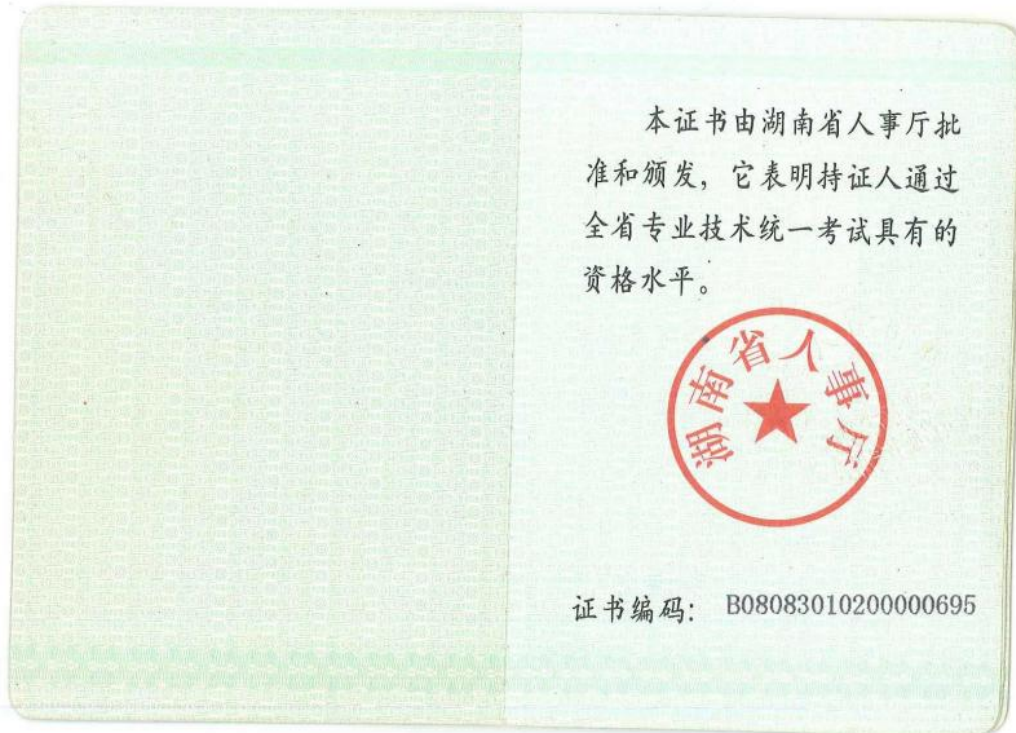 本证书由湖南省人事厅批
准和颁发，它表明持证人通过
全省专业技术统一考试具有的
资格水平。
湖南省人事厅
证书编码： B08083010200000695